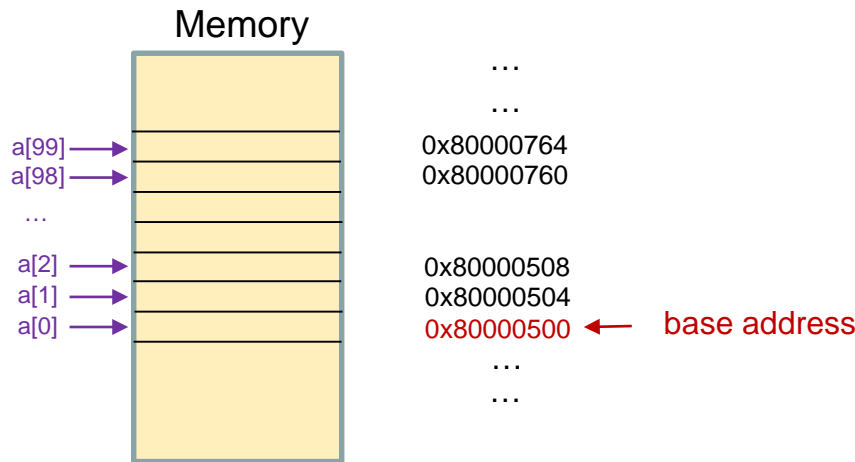 Memory
…
…
a[99] 0x80000764
a[98] 0x80000760
…
a[2] 0x80000508
a[1] 0x80000504
a[0] 0x80000500 base address
…
…